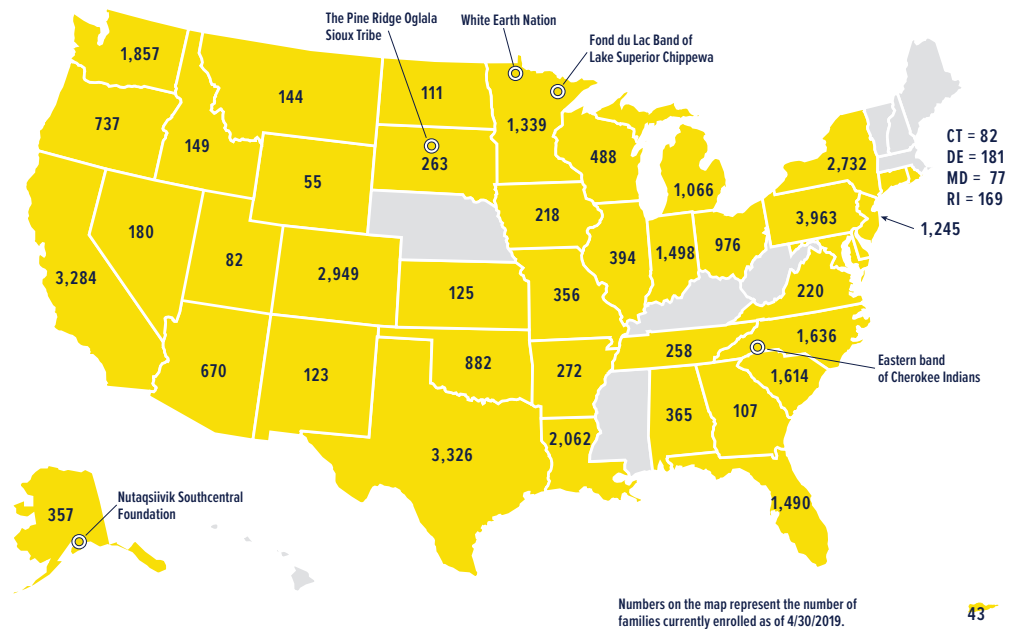 The Pine Ridge Oglala
Sioux Tribe
White Earth Nation
Fond du Lac Band of
Lake Superior Chippewa
1,857
144
111
1,339
737
149
263
488
2,732
CT = 82
DE = 181
MD = 77
RI = 169
55
1,066
218
3,963
1,245
180
82
2,949
394
1,498
976
3,284
125
356
220
1,636
258
670
123
882
272
1,614
Eastern band
of Cherokee Indians
365
107
2,062
3,326
1,490
357
Nutaqsiivik Southcentral
Foundation
Numbers on the map represent the number of
families currently enrolled as of 4/30/2019.
43